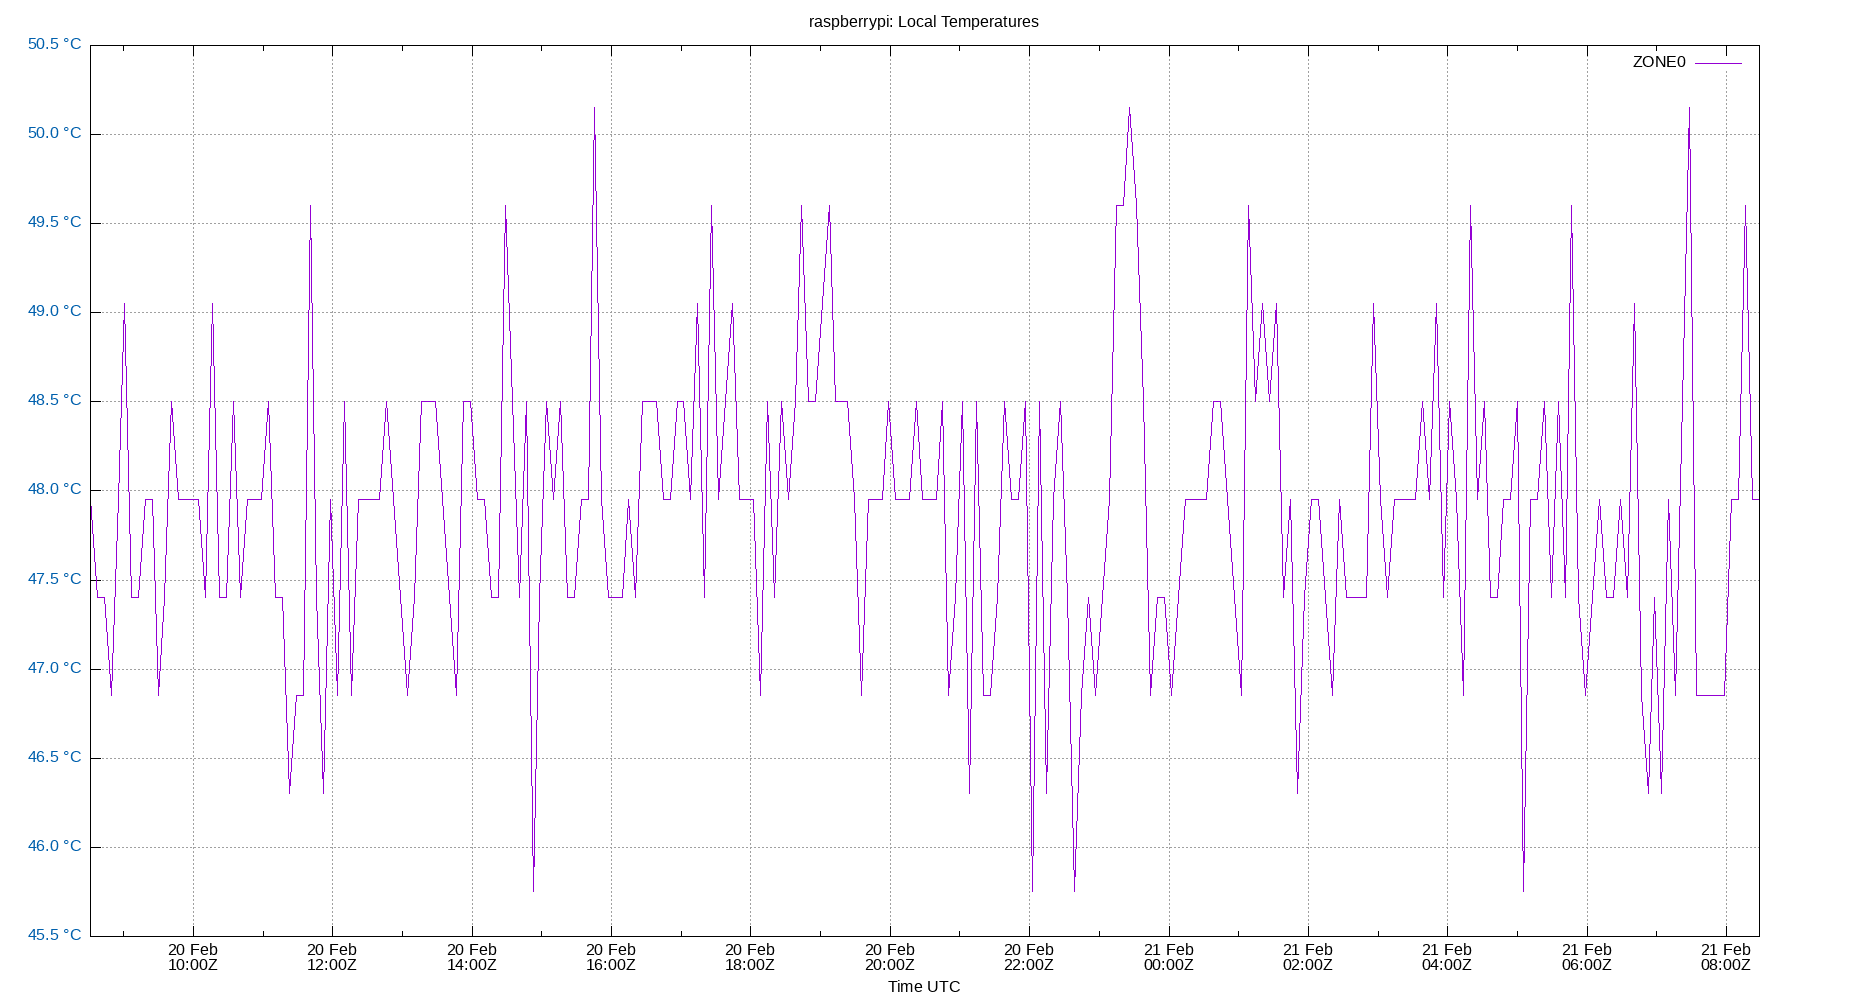 raspberrypi: Local Temperatures
50.5 °C
ZONE0
50.0 °C
49.5 °C
49.0 °C
48.5 °C
48.0 °C
47.5 °C
47.0 °C
46.5 °C
46.0 °C
45.5 °C
20 Feb 20 Feb 20 Feb 20 Feb 20 Feb 20 Feb 20 Feb 21 Feb 21 Feb 21 Feb 21 Feb 21 Feb
10:00Z 12:00Z 14:00Z 16:00Z 18:00Z 20:00Z 22:00Z 00:00Z 02:00Z 04:00Z 06:00Z 08:00Z
Time UTC